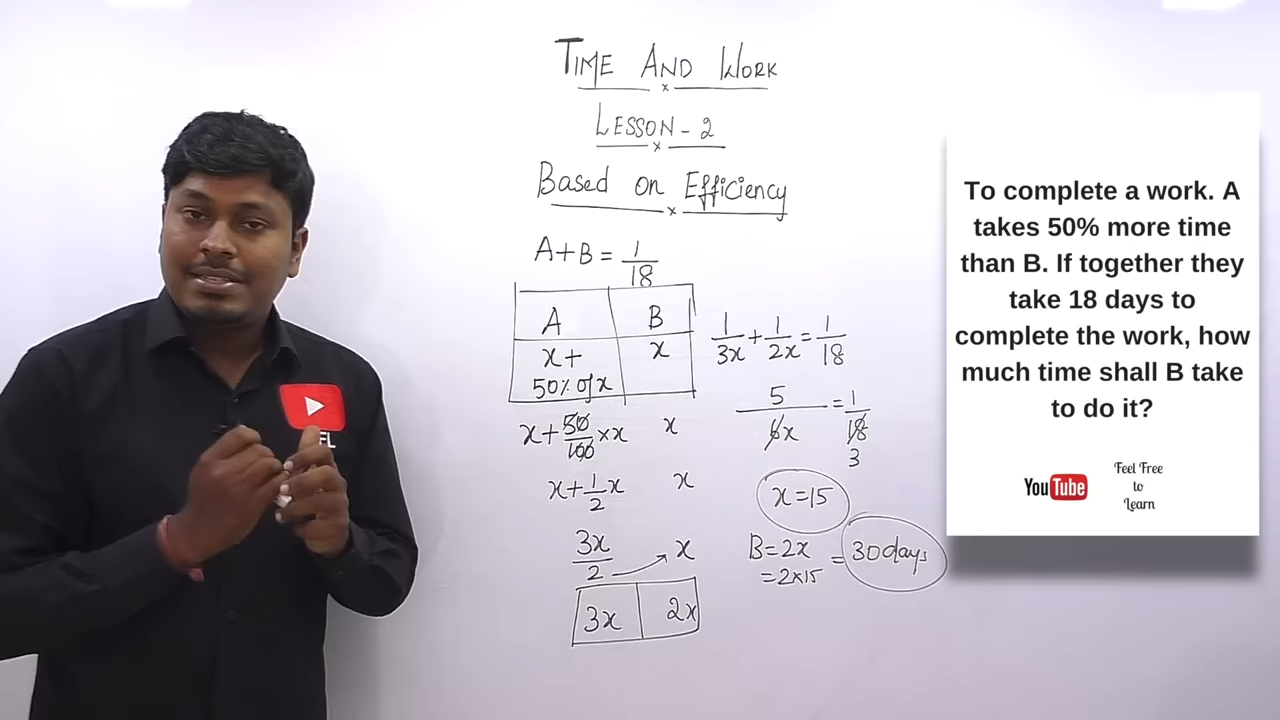 TIME AND WORK
x
LESSON - 2
x
Based on Efficiency
x
A+B = 1/18
A B
x+ 50% of x x
x + 50/100 × x x
x + 1/2 x x
3x/2 → x
3x 2x
1/3x + 1/2x = 1/18
5/6x = 1/18
3
x = 15
B = 2x
= 2×15
= 30 days
FL
To complete a work. A
takes 50% more time
than B. If together they
take 18 days to
complete the work, how
much time shall B take
to do it?
YouTube
Feel Free
to
Learn